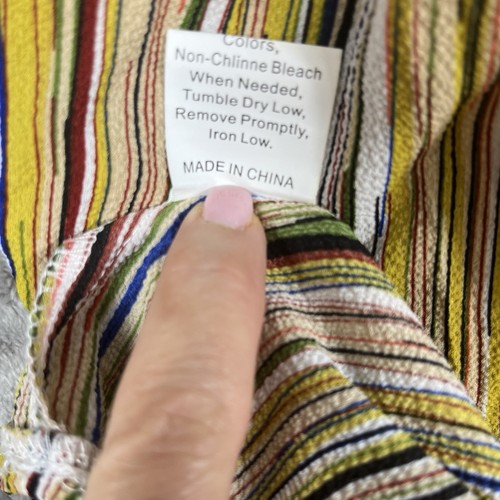 Colors,
Non-Chlinne Bleach
When Needed,
Tumble Dry Low,
Remove Promptly,
Iron Low.
MADE IN CHINA